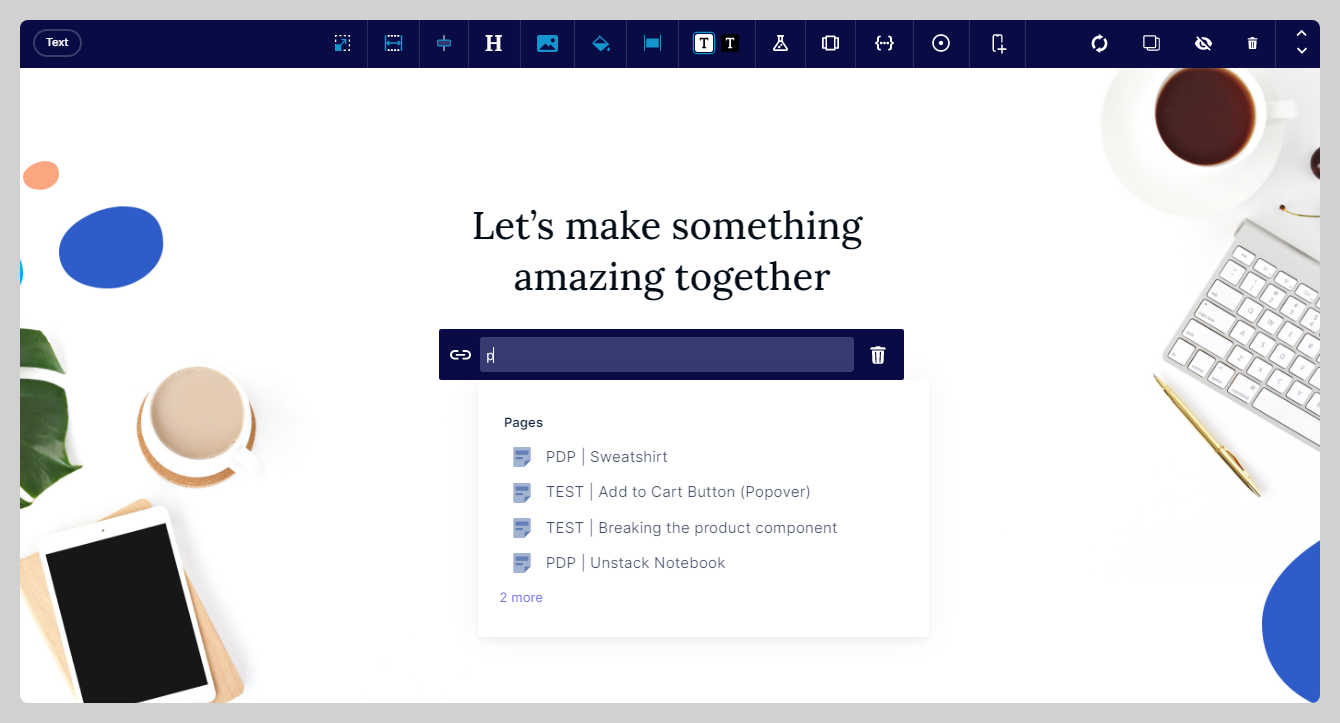 Text
H
T T
Let’s make something
amazing together
p
Pages
PDP | Sweatshirt
TEST | Add to Cart Button (Popover)
TEST | Breaking the product component
PDP | Unstack Notebook
2 more